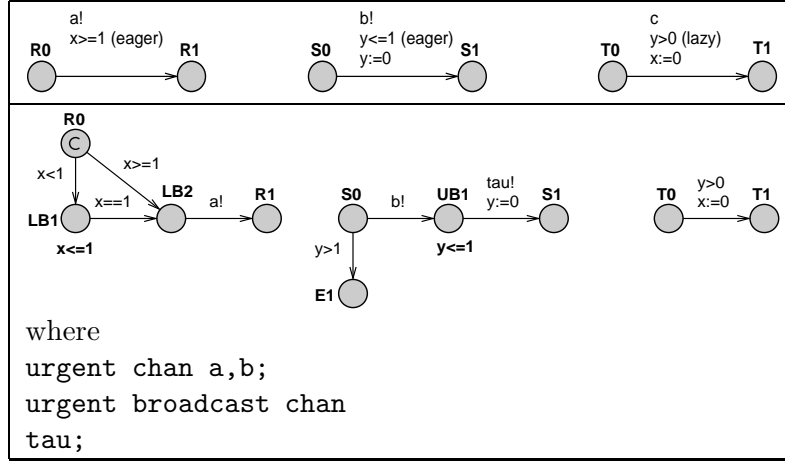 a!
x>=1 (eager)
R0 R1
b!
y<=1 (eager)
y:=0
S0 S1
c
y>0 (lazy)
x:=0
T0 T1
R0
C
x<1 x>=1
LB1 x==1 LB2 a! R1
x<=1
S0 b! UB1 tau! S1
y:=0
y>1 y<=1
E1
T0 y>0 T1
x:=0
where
urgent chan a,b;
urgent broadcast chan
tau;